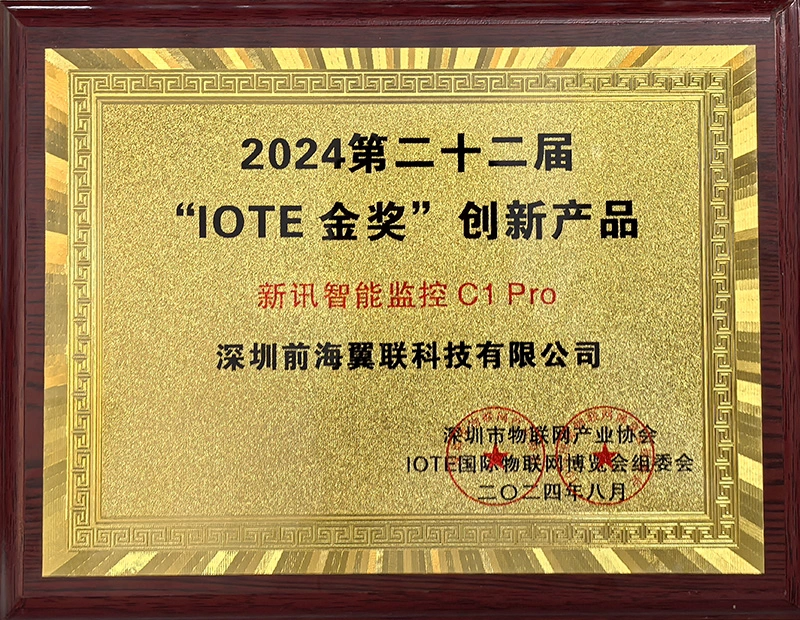 2024第二十二届
“IOTE 金奖”创新产品
新讯智能监控 C1 Pro
深圳前海翼联科技有限公司
深圳市物联网产业协会
IOTE国际物联网博览会组委会
二〇二四年八月